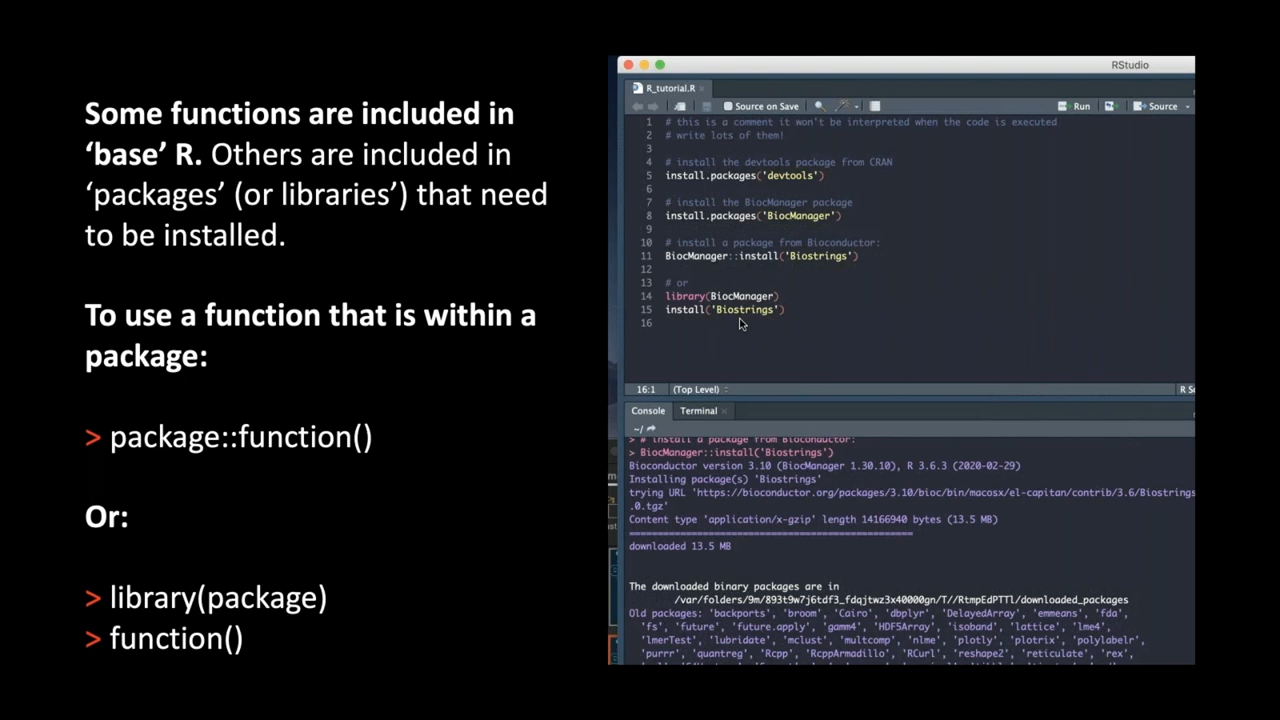 Some functions are included in
‘base’ R. Others are included in
‘packages’ (or libraries’) that need
to be installed.
To use a function that is within a
package:
> package::function()
Or:
> library(package)
> function()
RStudio
R_tutorial.R
Source on Save
Run
Source
1 # this is a comment it won't be interpreted when the code is executed
2 # write lots of them!
3
4 # install the devtools package from CRAN
5 install.packages('devtools')
6
7 # install the BiocManager package
8 install.packages('BiocManager')
9
10 # install a package from Bioconductor:
11 BiocManager::install('Biostrings')
12
13 # or
14 library(BiocManager)
15 install('Biostrings')
16
16:1 (Top Level) R Sc
Console Terminal
~/
> # install a package from Bioconductor:
> BiocManager::install('Biostrings')
Bioconductor version 3.10 (BiocManager 1.30.10), R 3.6.3 (2020-02-29)
Installing package(s) 'Biostrings'
trying URL 'https://bioconductor.org/packages/3.10/bioc/bin/macosx/el-capitan/contrib/3.6/Biostrings
.0.tgz'
Content type 'application/x-gzip' length 14166940 bytes (13.5 MB)
==================================================
downloaded 13.5 MB
The downloaded binary packages are in
/var/folders/9m/893t9w7j6tdf3_fdqjtwz3x40000gn/T//RtmpEdPTTl/downloaded_packages
Old packages: 'backports', 'broom', 'Cairo', 'dbplyr', 'DelayedArray', 'emmeans', 'fda',
'fs', 'future', 'future.apply', 'gamm4', 'HDF5Array', 'isoband', 'lattice', 'lme4',
'lmerTest', 'lubridate', 'mclust', 'multcomp', 'nlme', 'plotly', 'plotrix', 'polylabelr',
'purrr', 'quantreg', 'Rcpp', 'RcppArmadillo', 'RCurl', 'reshape2', 'reticulate', 'rex',